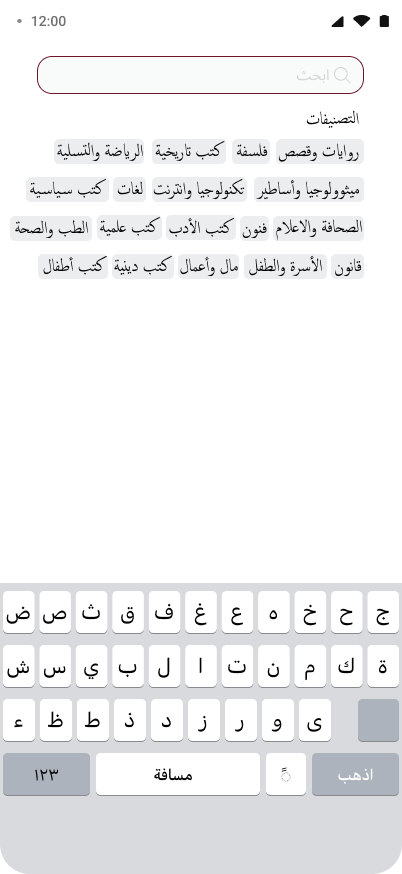 12:00
ابحث
التصنيفات
روايات وقصص فلسفة كتب تاريخية الرياضة والتسلية
ميثوولوجيا وأساطير تكنولوجيا وانترنت لغات كتب سياسية
الصحافة والاعلام فنون كتب الأدب كتب علمية الطب والصحة
قانون الأسرة والطفل مال وأعمال كتب دينية كتب أطفال
ج ح خ ه ع غ ف ق ث ص ض
ة ك م ن ت ا ل ب ي س ش
ى و ر ز د ذ ط ظ ء
اذهب مسافة ١٢٣